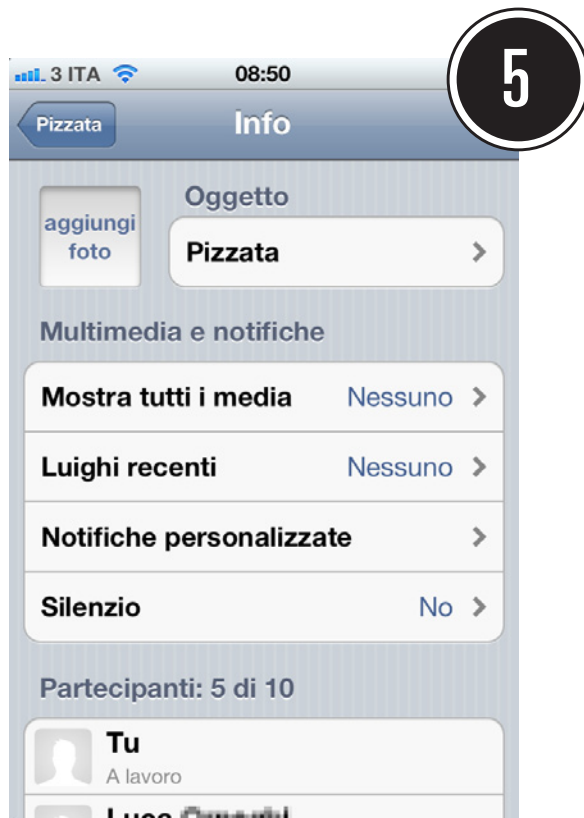 3 ITA 08:50
5
Pizzata Info
Oggetto
aggiungi
foto
Pizzata
Multimedia e notifiche
Mostra tutti i media Nessuno
Luighi recenti Nessuno
Notifiche personalizzate
Silenzio No
Partecipanti: 5 di 10
Tu
A lavoro
Luca